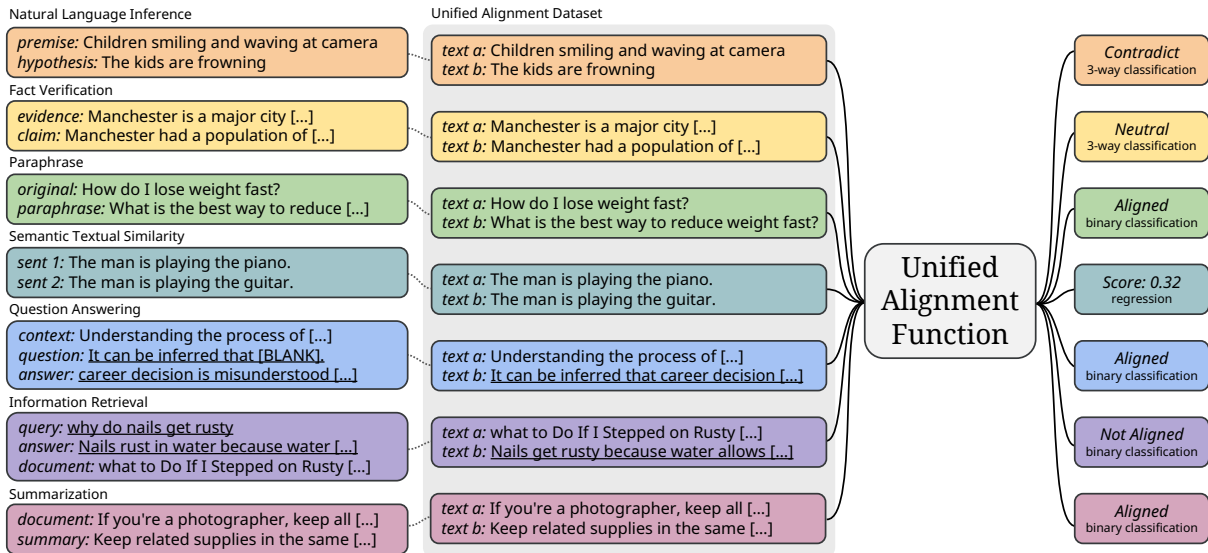 Natural Language Inference
premise: Children smiling and waving at camera
hypothesis: The kids are frowning
Fact Verification
evidence: Manchester is a major city [...]
claim: Manchester had a population of [...]
Paraphrase
original: How do I lose weight fast?
paraphrase: What is the best way to reduce [...]
Semantic Textual Similarity
sent 1: The man is playing the piano.
sent 2: The man is playing the guitar.
Question Answering
context: Understanding the process of [...]
question: It can be inferred that [BLANK].
answer: career decision is misunderstood [...]
Information Retrieval
query: why do nails get rusty
answer: Nails rust in water because water [...]
document: what to Do If I Stepped on Rusty [...]
Summarization
document: If you're a photographer, keep all [...]
summary: Keep related supplies in the same [...]
Unified Alignment Dataset
text a: Children smiling and waving at camera
text b: The kids are frowning
text a: Manchester is a major city [...]
text b: Manchester had a population of [...]
text a: How do I lose weight fast?
text b: What is the best way to reduce weight fast?
text a: The man is playing the piano.
text b: The man is playing the guitar.
text a: Understanding the process of [...]
text b: It can be inferred that career decision [...]
text a: what to Do If I Stepped on Rusty [...]
text b: Nails get rusty because water allows [...]
text a: If you're a photographer, keep all [...]
text b: Keep related supplies in the same [...]
Unified
Alignment
Function
Contradict
3-way classification
Neutral
3-way classification
Aligned
binary classification
Score: 0.32
regression
Aligned
binary classification
Not Aligned
binary classification
Aligned
binary classification